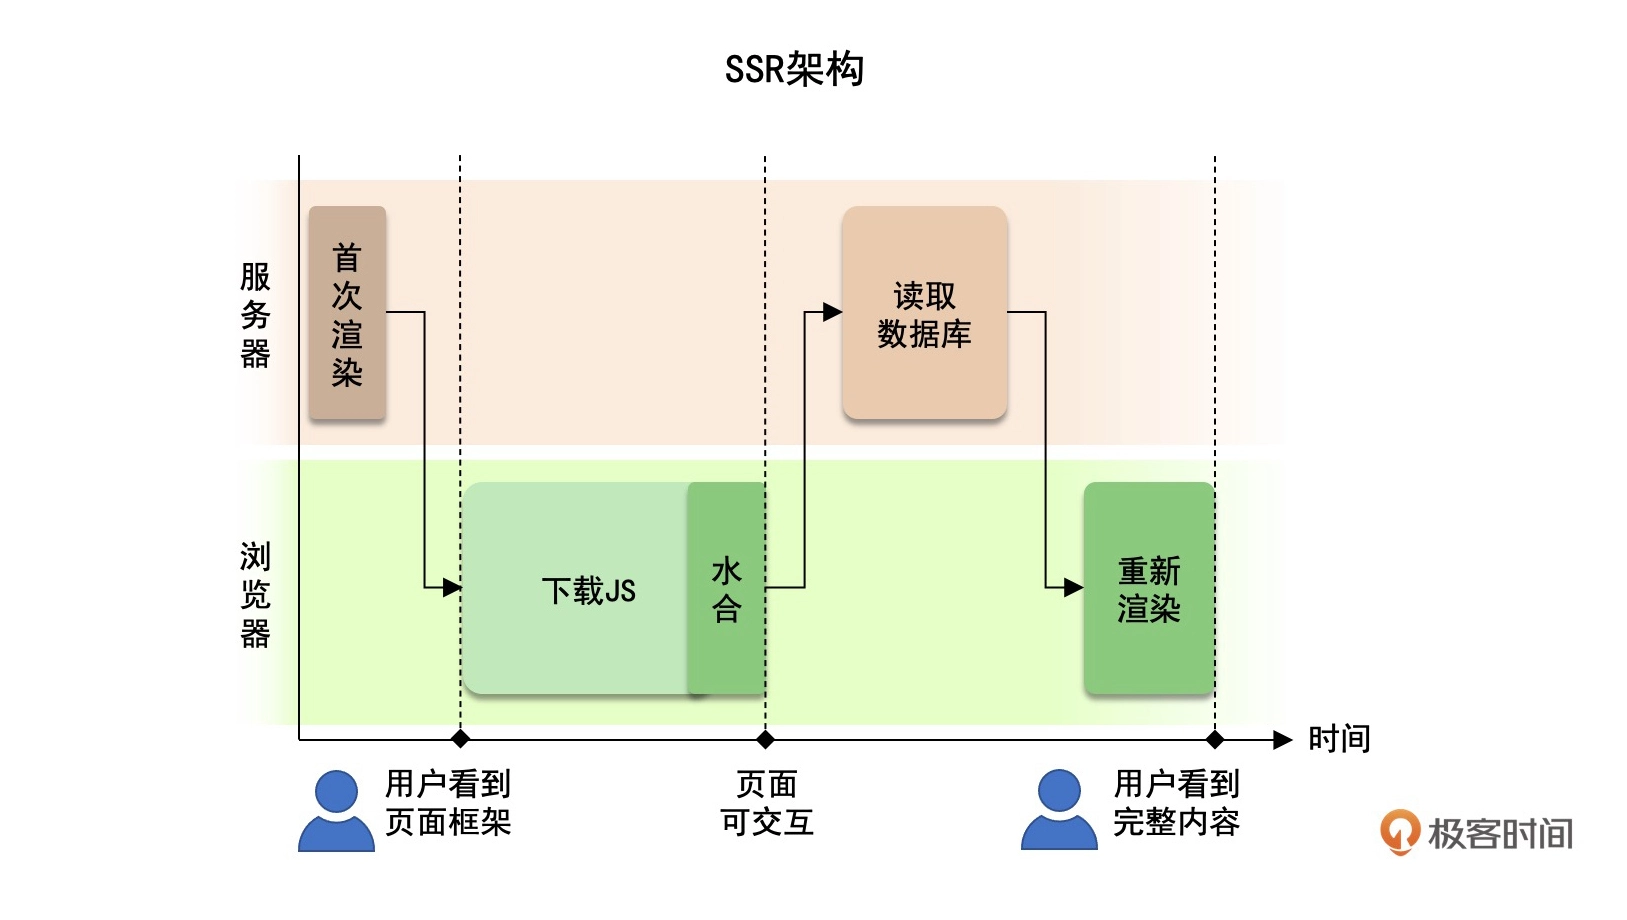 SSR架构
服务器
首次渲染
读取
数据库
浏览器
下载JS
水合
重新
渲染
时间
用户看到
页面框架
页面
可交互
用户看到
完整内容
极客时间